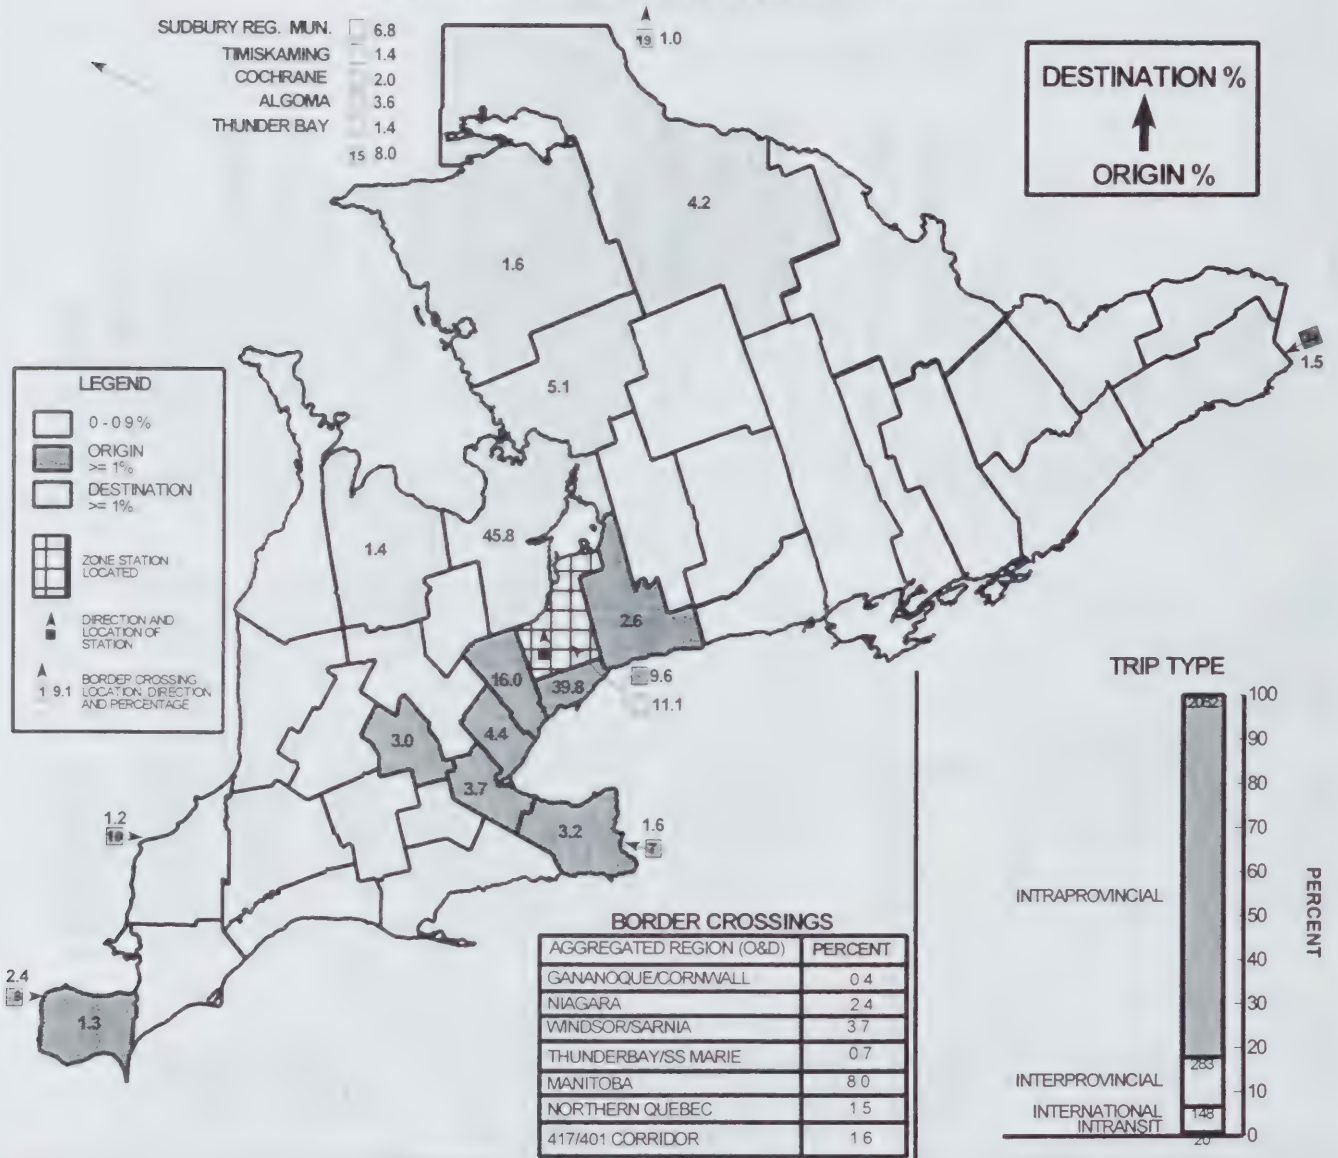 SUDBURY REG. MUN. 6.8
TIMISKAMING 1.4
COCHRANE 2.0
ALGOMA 3.6
THUNDER BAY 1.4
15 8.0
19 1.0
DESTINATION %
ORIGIN %
4.2
1.6
5.1
1.5
LEGEND
0 - 0.9 %
ORIGIN
>= 1%
DESTINATION
>= 1%
ZONE STATION
LOCATED
DIRECTION AND
LOCATION OF
STATION
1 9.1
BORDER CROSSING
LOCATION, DIRECTION
AND PERCENTAGE
1.4
45.8
2.6
16.0
39.8
9.6
11.1
4.4
3.0
3.7
3.2
1.2
10
1.6
7
2.4
1.3
BORDER CROSSINGS
AGGREGATED REGION (O&D) PERCENT
GANANOQUE/CORNWALL 0.4
NIAGARA 2.4
WINDSOR/SARNIA 3.7
THUNDERBAY/SS MARIE 0.7
MANITOBA 8.0
NORTHERN QUEBEC 1.5
417/401 CORRIDOR 1.6
TRIP TYPE
2052
100
90
80
70
60
50
40
30
20
10
0
PERCENT
INTRAPROVINCIAL
283
INTERPROVINCIAL
148
INTERNATIONAL
INTRANSIT
20